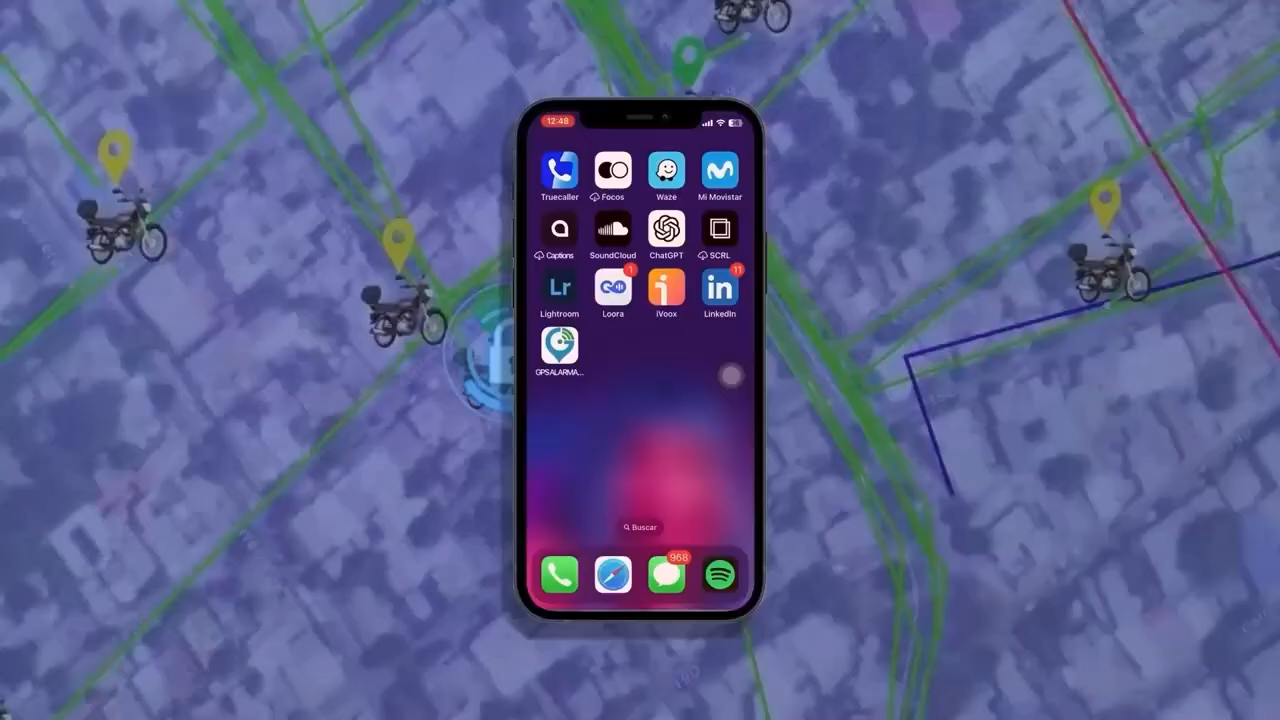 12:48
Truecaller
Focos
Waze
Mi Movistar
Captions
SoundCloud
ChatGPT
SCRL
Lr
1
in
11
Lightroom
Loora
iVoox
LinkedIn
GPSALARMA...
Buscar
968